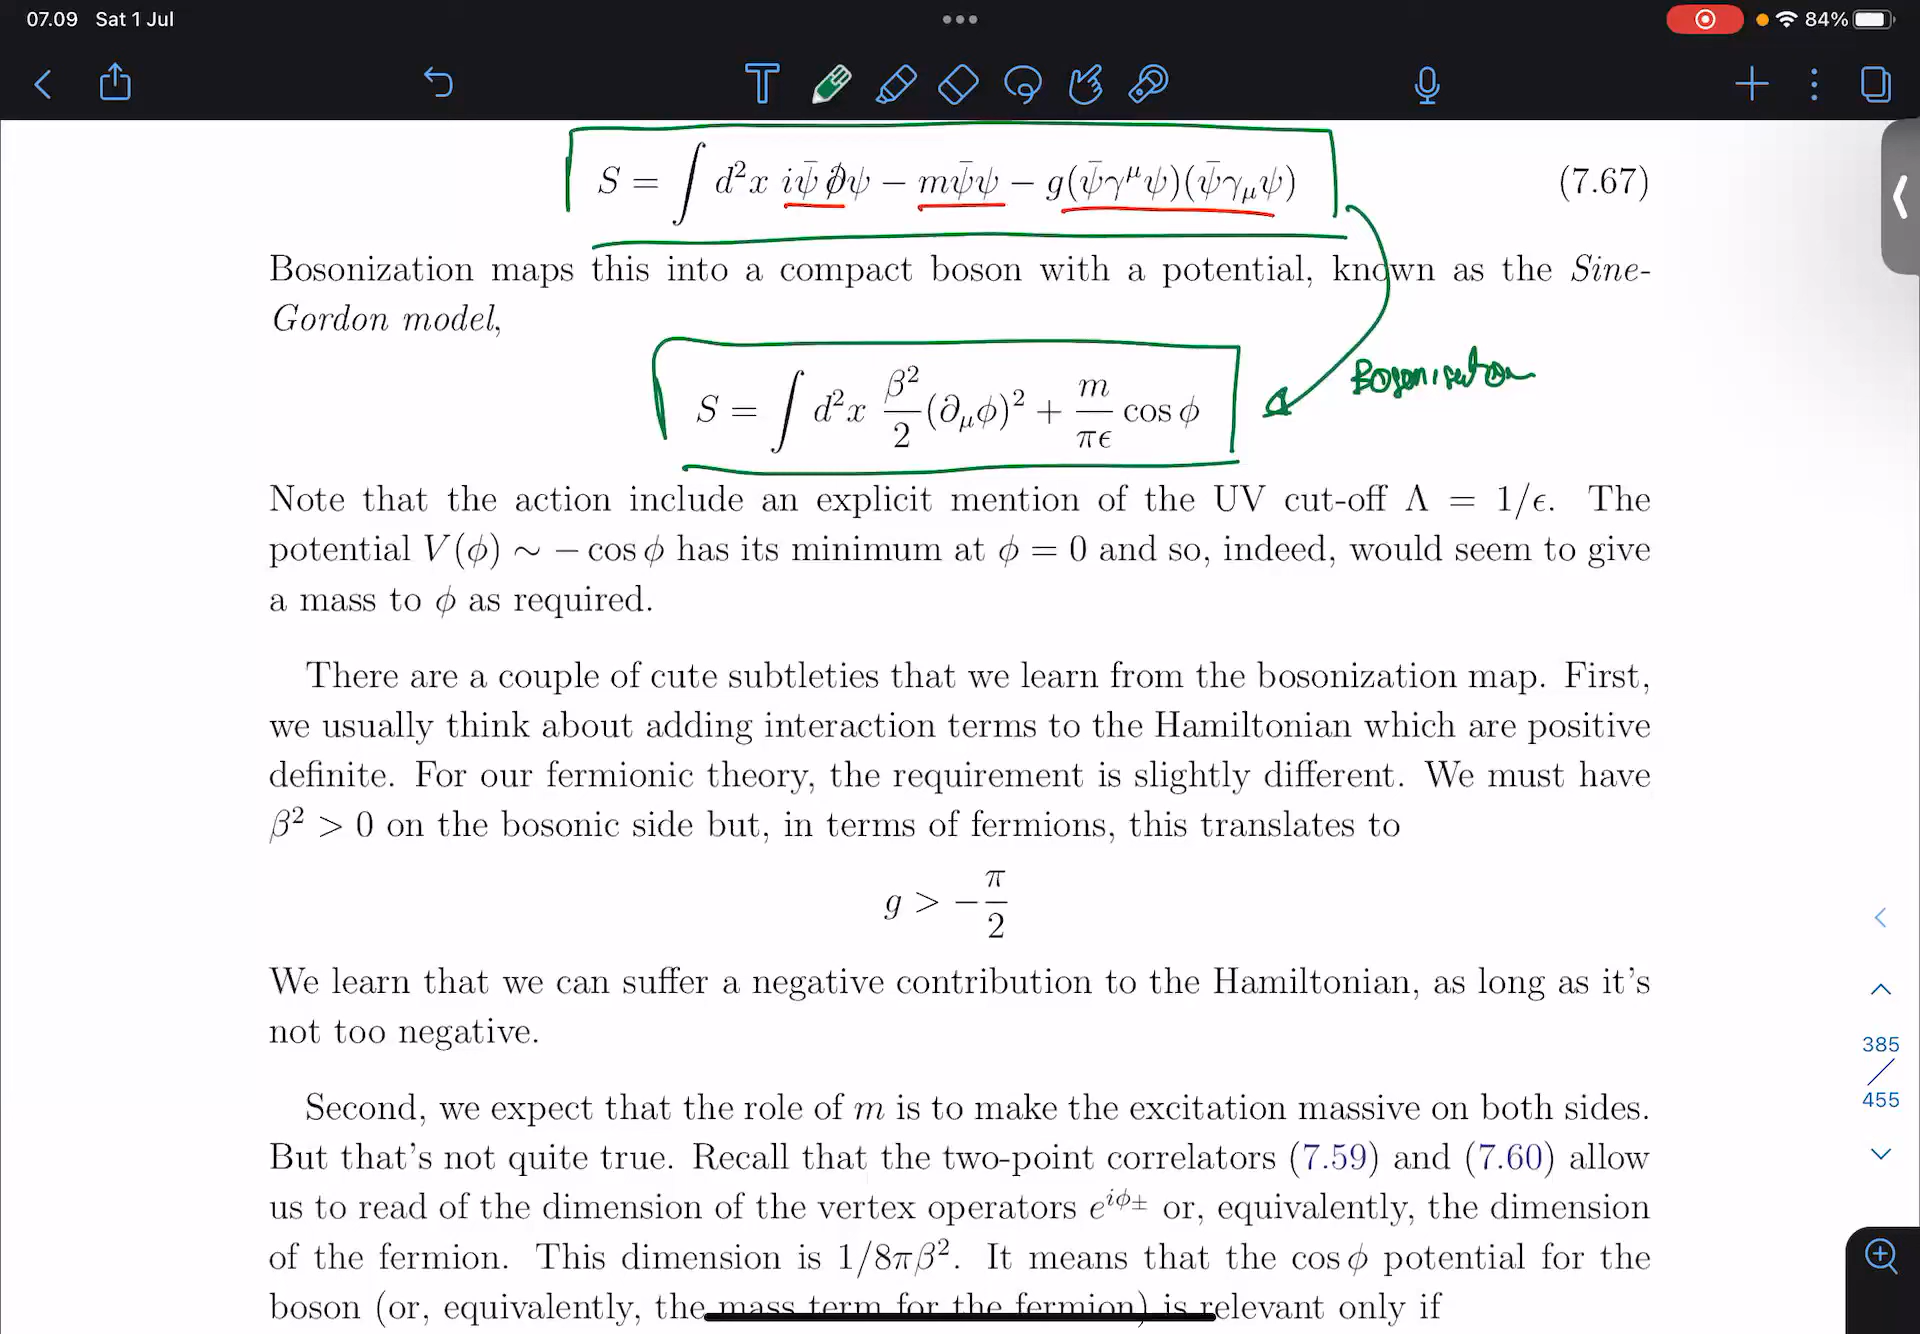 07.09 Sat 1 Jul
84%
S = ∫ d²x iψ̄ ∂̸ψ − mψ̄ψ − g(ψ̄γ^μψ)(ψ̄γ_μψ) (7.67)
Bosonization maps this into a compact boson with a potential, known as the Sine-
Gordon model,
S = ∫ d²x β²/2 (∂_μφ)² + m/πϵ cos φ
Bosonisation
Note that the action include an explicit mention of the UV cut-off Λ = 1/ϵ. The
potential V(φ) ∼ − cos φ has its minimum at φ = 0 and so, indeed, would seem to give
a mass to φ as required.
There are a couple of cute subtleties that we learn from the bosonization map. First,
we usually think about adding interaction terms to the Hamiltonian which are positive
definite. For our fermionic theory, the requirement is slightly different. We must have
β² > 0 on the bosonic side but, in terms of fermions, this translates to
g > −π/2
We learn that we can suffer a negative contribution to the Hamiltonian, as long as it's
not too negative.
Second, we expect that the role of m is to make the excitation massive on both sides.
But that's not quite true. Recall that the two-point correlators (7.59) and (7.60) allow
us to read of the dimension of the vertex operators e^{iφ±} or, equivalently, the dimension
of the fermion. This dimension is 1/8πβ². It means that the cos φ potential for the
boson (or, equivalently, the mass term for the fermion) is relevant only if
385
/
455